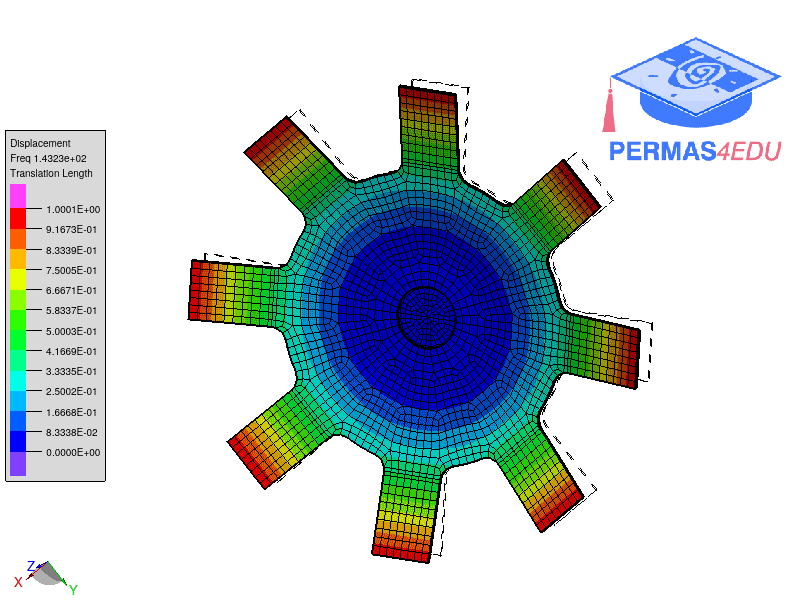 PERMAS4EDU
Displacement
Freq 1.4323e+02
Translation Length
1.0001E+00
9.1673E-01
8.3339E-01
7.5005E-01
6.6671E-01
5.8337E-01
5.0003E-01
4.1669E-01
3.3335E-01
2.5002E-01
1.6668E-01
8.3338E-02
0.0000E+00
Z
X
Y